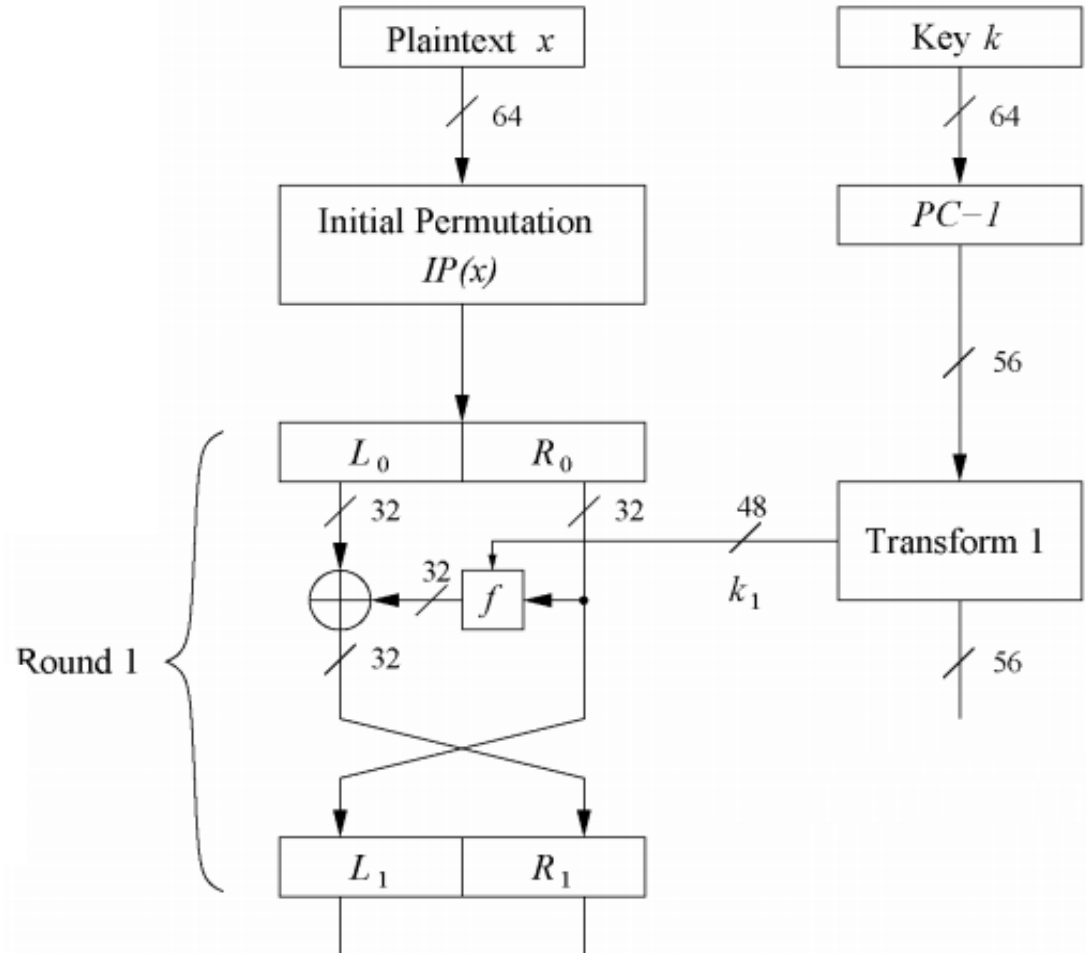 Plaintext x
Key k
64
64
Initial Permutation
IP(x)
PC−1
56
L0
R0
32
32
48
Transform 1
32
f
k1
32
Round 1
56
L1
R1